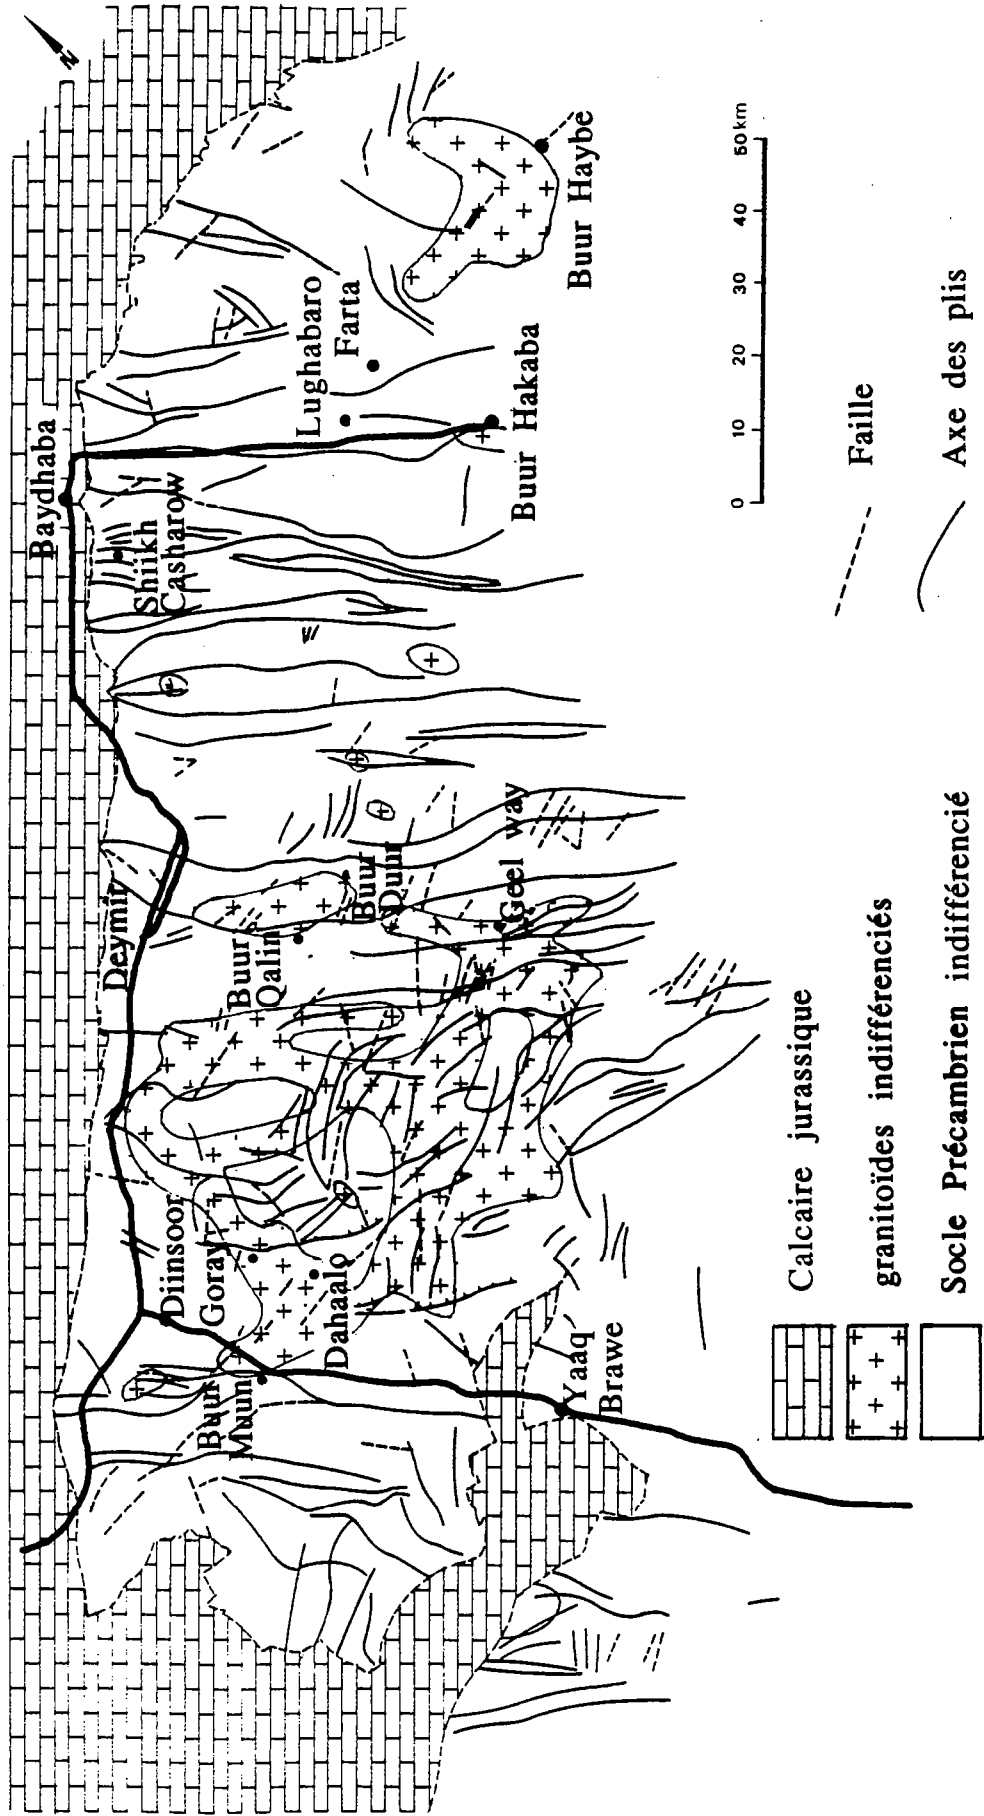 N
Baydhaba
Shiikh
Casharow
Lughabaro
Farta
Buur Hakaba
Buur Haybe
Deymit
Buur
Qalin
Buur
Duur
Geel way
Diinsoor
Goray
Dahaalo
Buur
Muun
Yaaq
Brawe
0 10 20 30 40 50 km
Faille
Axe des plis
Calcaire jurassique
granitoïdes indifférenciés
Socle Précambrien indifférencié